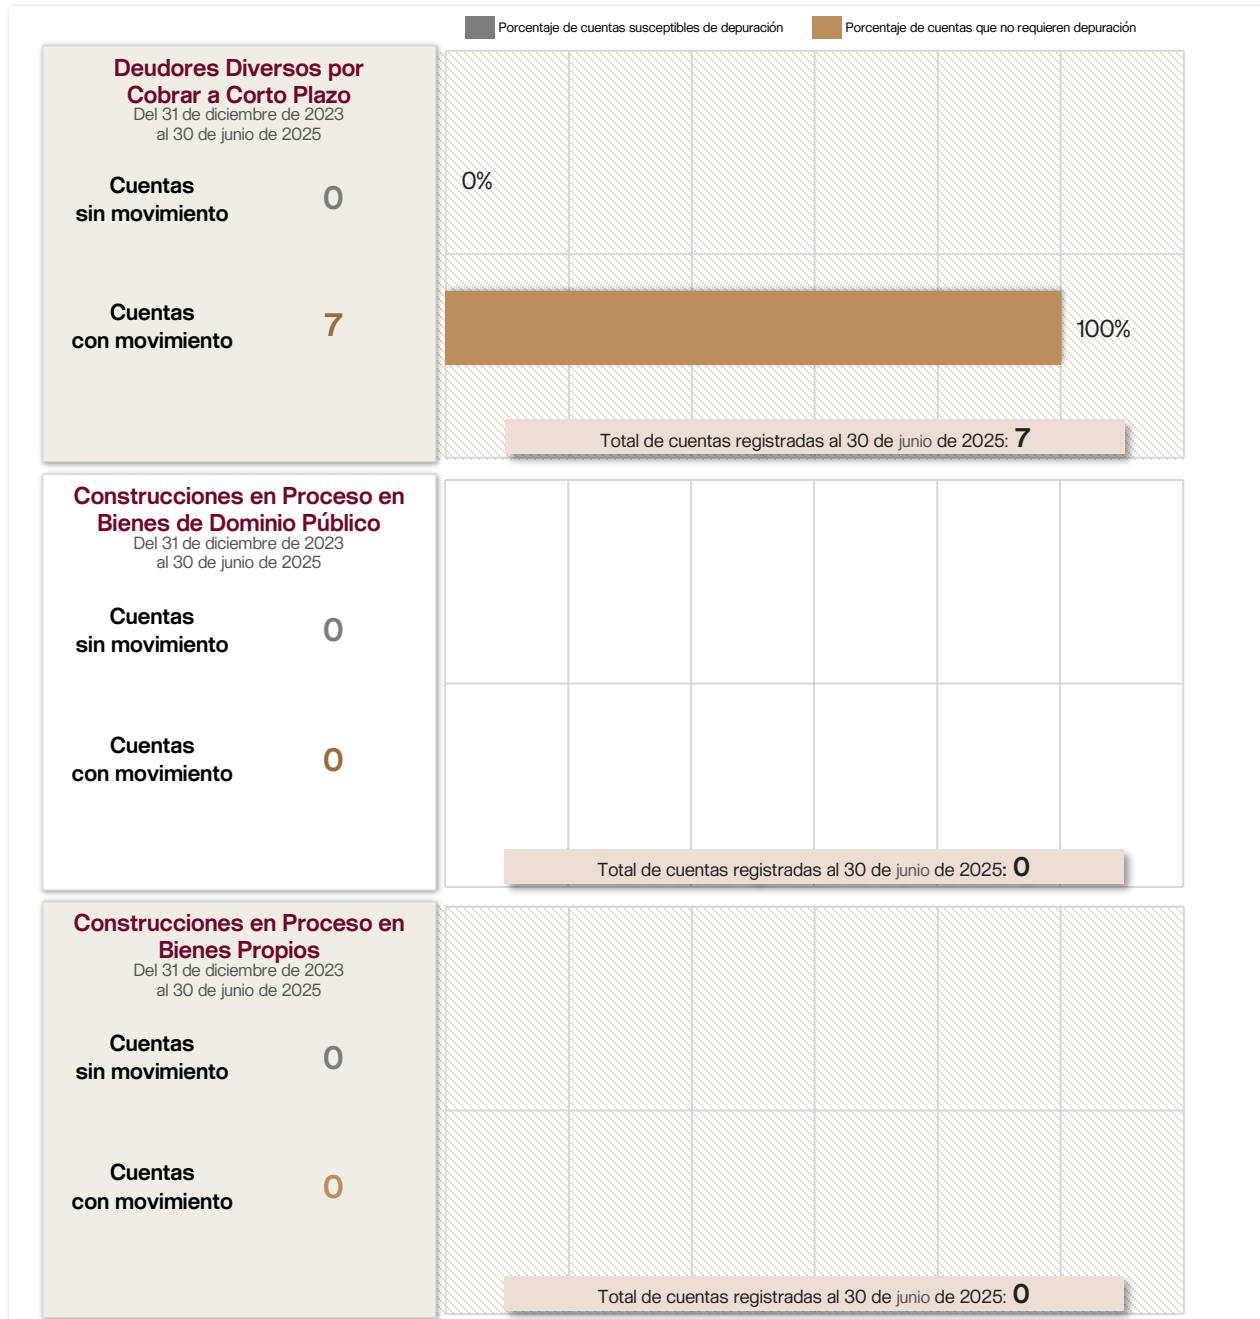 Porcentaje de cuentas susceptibles de depuración
Porcentaje de cuentas que no requieren depuración
Deudores Diversos por
Cobrar a Corto Plazo
Del 31 de diciembre de 2023
al 30 de junio de 2025
Cuentas
sin movimiento
0
0%
Cuentas
con movimiento
7
100%
Total de cuentas registradas al 30 de junio de 2025: 7
Construcciones en Proceso en
Bienes de Dominio Público
Del 31 de diciembre de 2023
al 30 de junio de 2025
Cuentas
sin movimiento
0
Cuentas
con movimiento
0
Total de cuentas registradas al 30 de junio de 2025: 0
Construcciones en Proceso en
Bienes Propios
Del 31 de diciembre de 2023
al 30 de junio de 2025
Cuentas
sin movimiento
0
Cuentas
con movimiento
0
Total de cuentas registradas al 30 de junio de 2025: 0